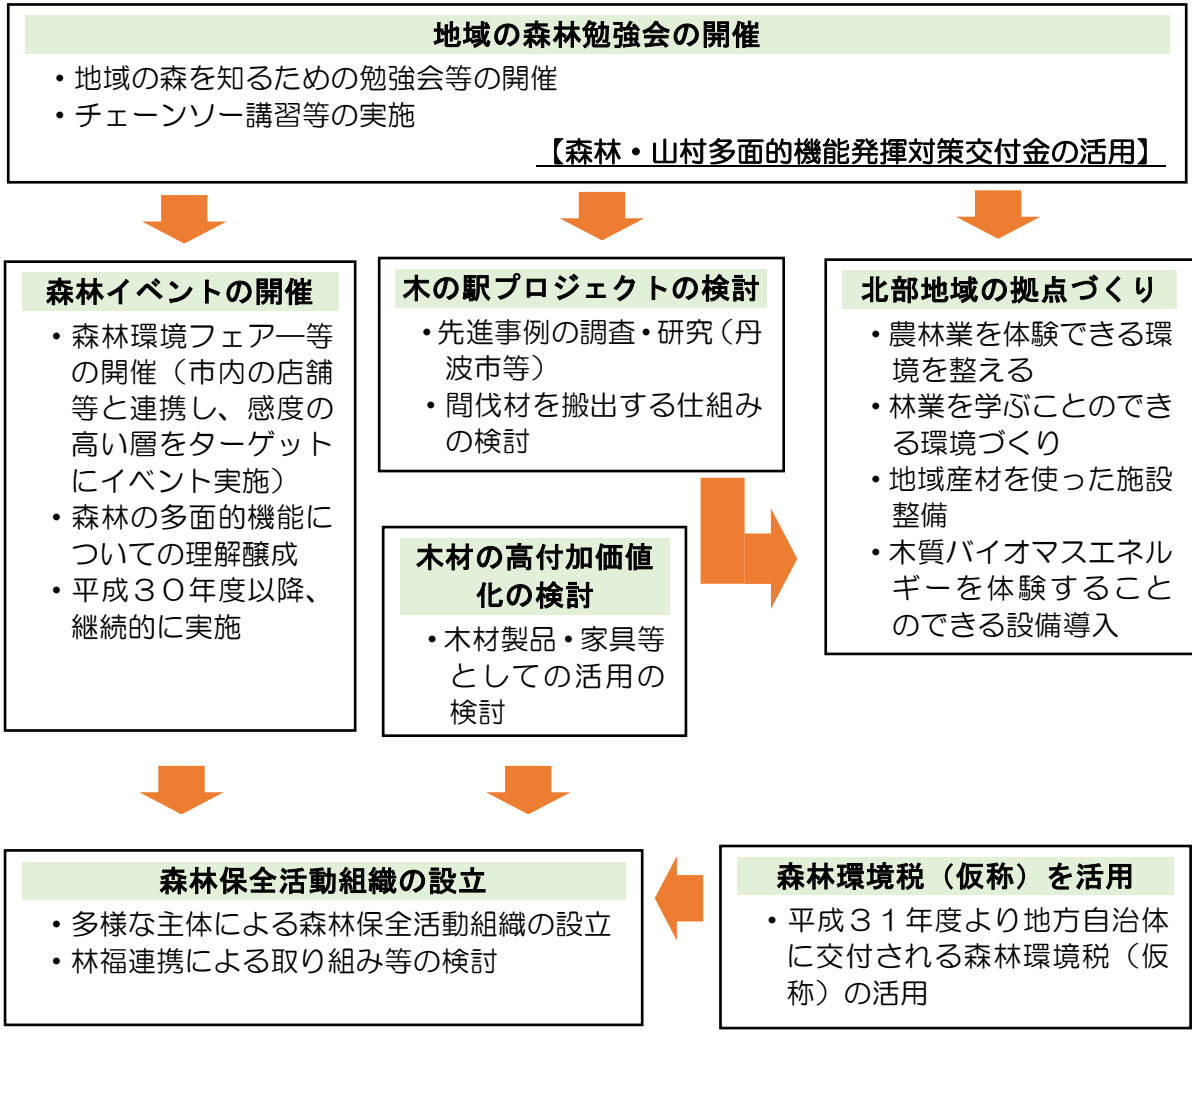 地域の森林勉強会の開催
・地域の森を知るための勉強会等の開催
・チェーンソー講習等の実施
【森林・山村多面的機能発揮対策交付金の活用】
森林イベントの開催
・森林環境フェアー等
の開催（市内の店舗
等と連携し、感度の
高い層をターゲット
にイベント実施）
・森林の多面的機能に
ついての理解醸成
・平成３０年度以降、
継続的に実施
木の駅プロジェクトの検討
・先進事例の調査・研究（丹
波市等）
・間伐材を搬出する仕組み
の検討
木材の高付加価値
化の検討
・木材製品・家具等
としての活用の
検討
北部地域の拠点づくり
・農林業を体験できる環
境を整える
・林業を学ぶことのでき
る環境づくり
・地域産材を使った施設
整備
・木質バイオマスエネル
ギーを体験すること
のできる設備導入
森林保全活動組織の設立
・多様な主体による森林保全活動組織の設立
・林福連携による取り組み等の検討
森林環境税（仮称）を活用
・平成３１年度より地方自治体
に交付される森林環境税（仮
称）の活用